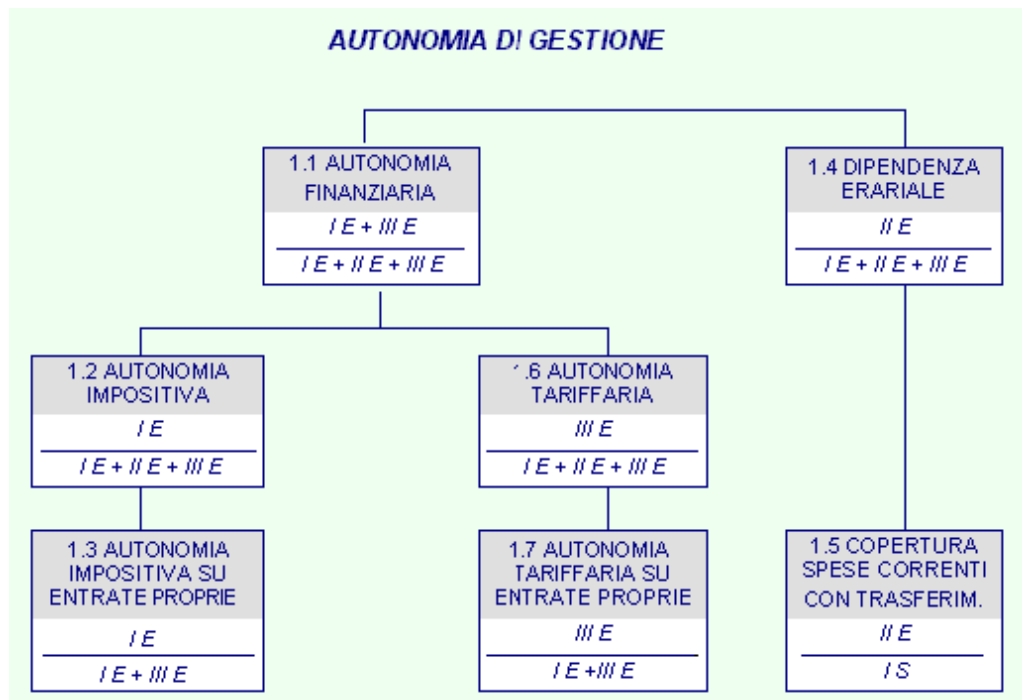 AUTONOMIA DI GESTIONE
1.1 AUTONOMIA
FINANZIARIA
I E + III E
I E + II E + III E
1.4 DIPENDENZA
ERARIALE
II E
I E + II E + III E
1.2 AUTONOMIA
IMPOSITIVA
I E
I E + II E + III E
1.6 AUTONOMIA
TARIFFARIA
III E
I E + II E + III E
1.3 AUTONOMIA
IMPOSITIVA SU
ENTRATE PROPRIE
I E
I E + III E
1.7 AUTONOMIA
TARIFFARIA SU
ENTRATE PROPRIE
III E
I E +III E
1.5 COPERTURA
SPESE CORRENTI
CON TRASFERIM.
II E
I S